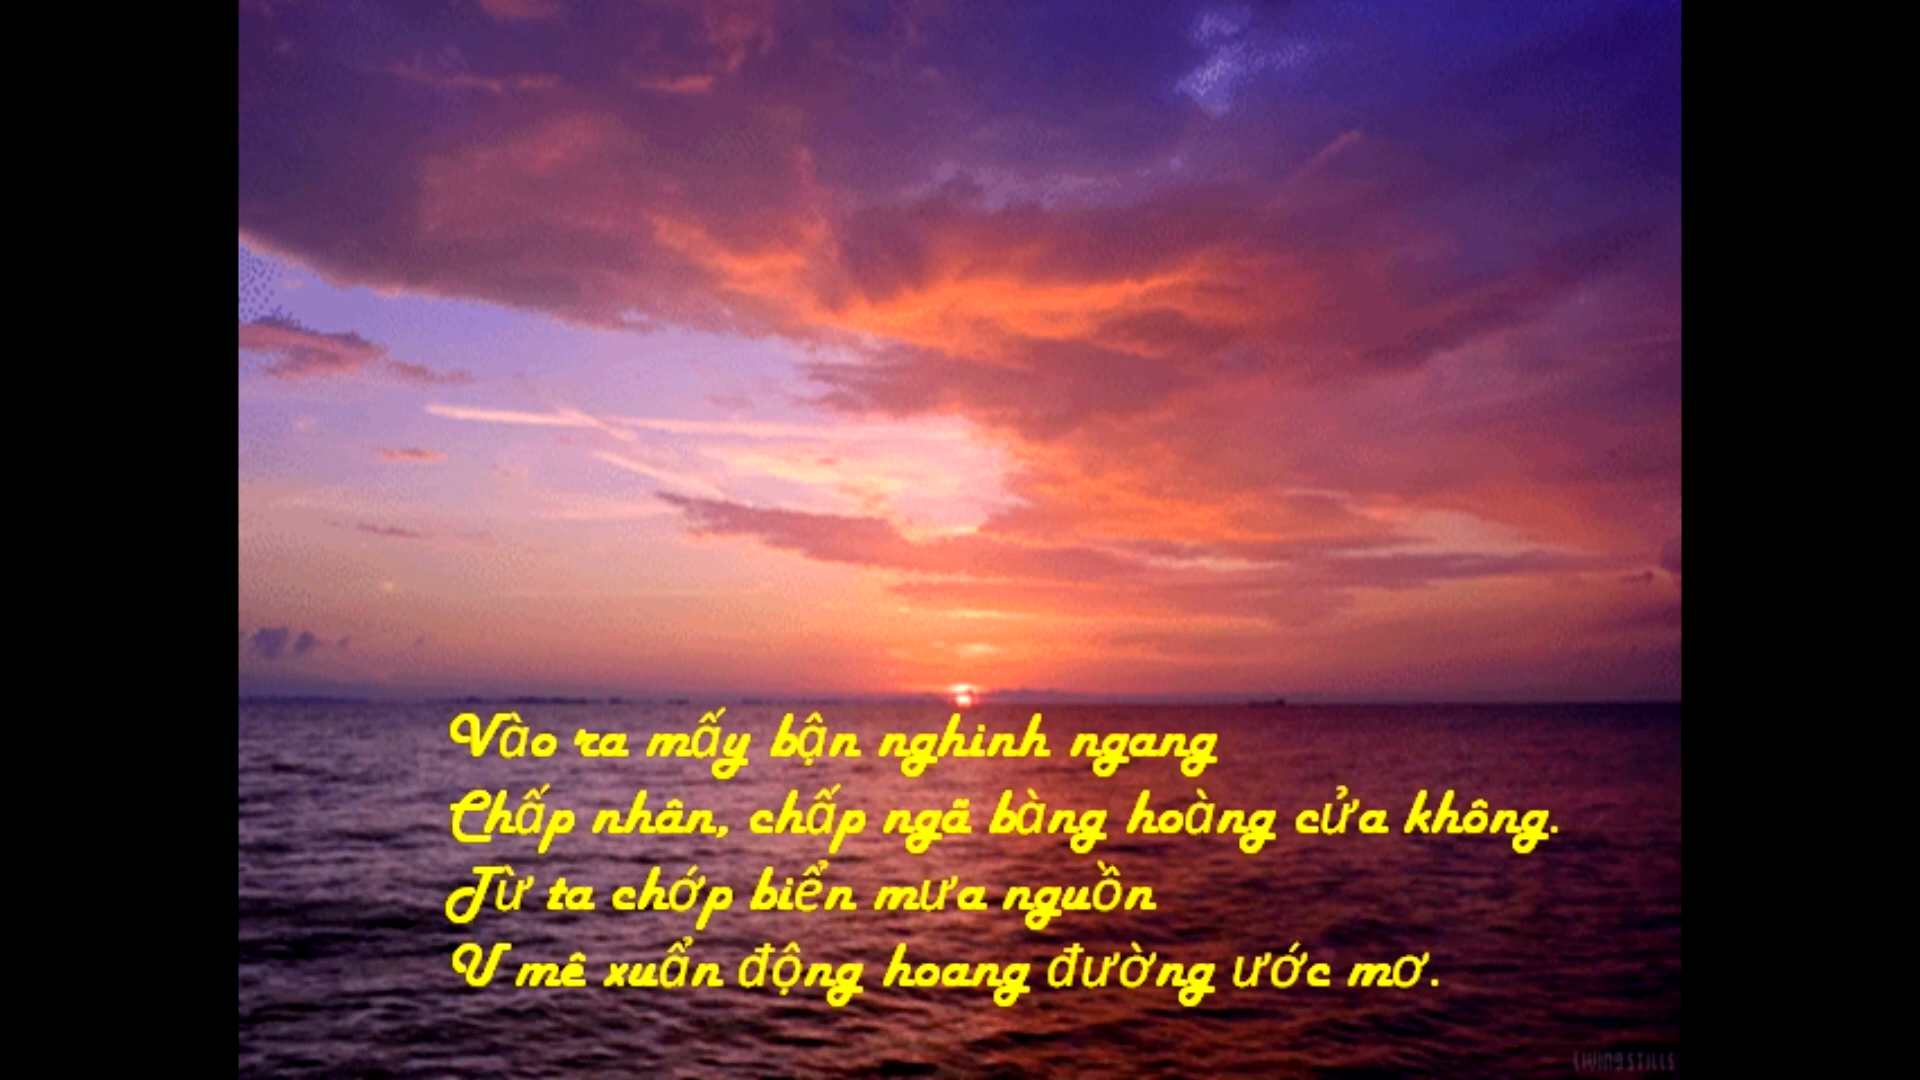 Vào ra mấy bận nghinh ngang
Chấp nhân, chấp ngã bàng hoàng cửa không.
Từ ta chớp biển mưa nguồn
U mê xuẩn động hoang đường ước mơ.
LIVINGSTILLS